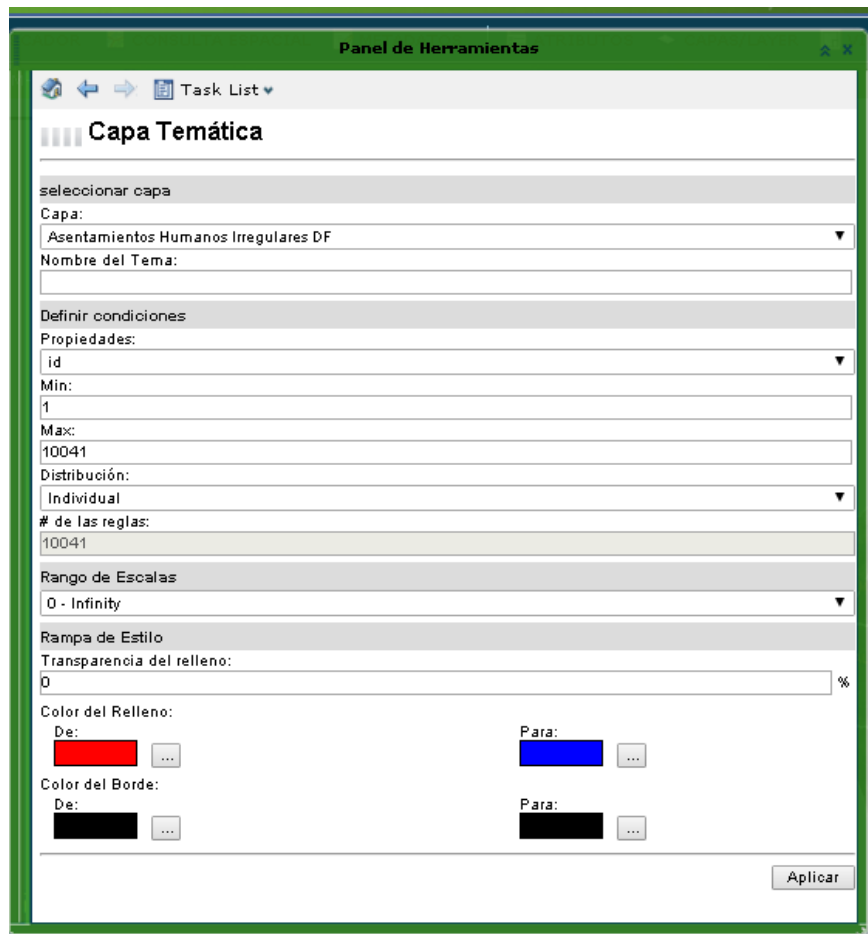 Panel de Herramientas
Task List
Capa Temática
seleccionar capa
Capa:
Asentamientos Humanos Irregulares DF
Nombre del Tema:
Definir condiciones
Propiedades:
id
Min:
1
Max:
10041
Distribución:
Individual
# de las reglas:
10041
Rango de Escalas
0 - Infinity
Rampa de Estilo
Transparencia del relleno:
0 %
Color del Relleno:
De: Para:
... ...
Color del Borde:
De: Para:
... ...
Aplicar